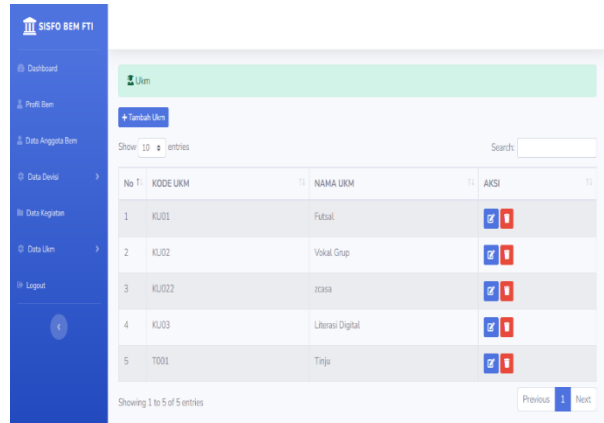 SISFO BEM FTI
Dashboard
Profil Bem
Data Anggota Bem
Data Devisi
Data Kegiatan
Data Ukm
Logout
Ukm
+Tambah Ukm
Show 10 entries
Search:
No KODE UKM NAMA UKM AKSI
1 KU01 Futsal
2 KU02 Vokal Grup
3 KU022 zcasa
4 KU03 Literasi Digital
5 T001 Tinju
Showing 1 to 5 of 5 entries
Previous 1 Next